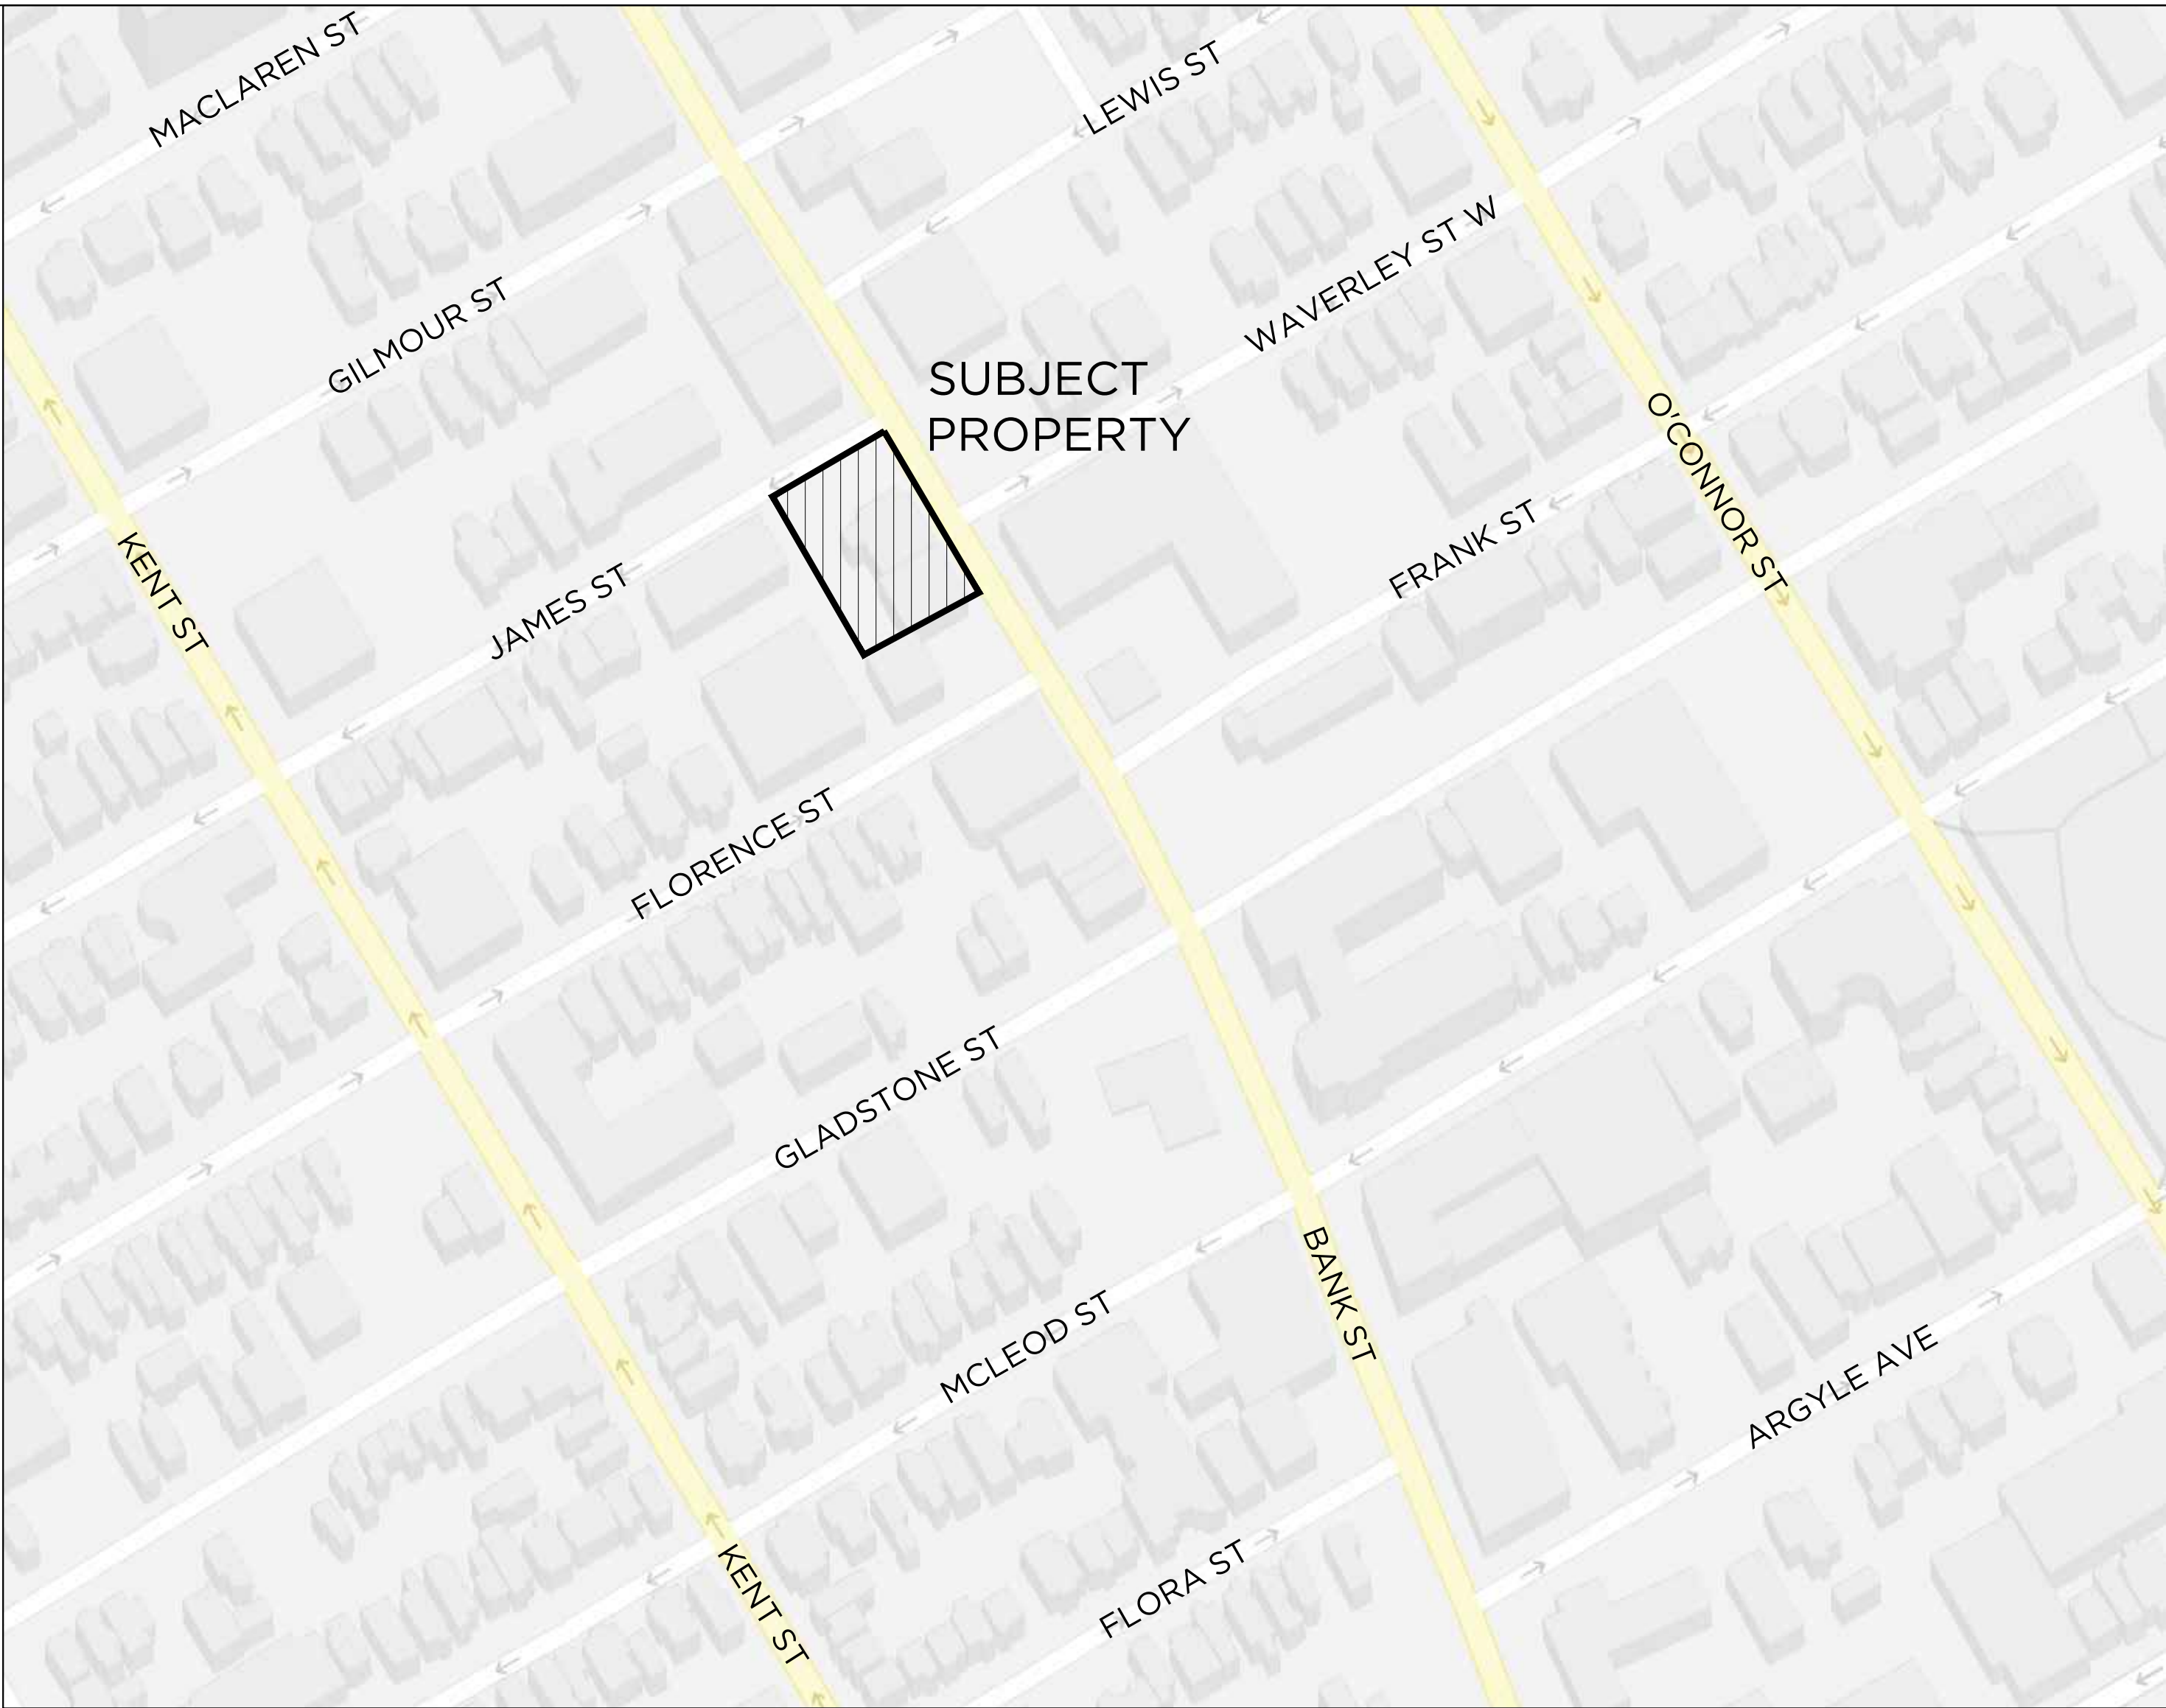 MACLAREN ST
LEWIS ST
GILMOUR ST
WAVERLEY ST W
SUBJECT
PROPERTY
O'CONNOR ST
KENT ST
JAMES ST
FRANK ST
FLORENCE ST
GLADSTONE ST
BANK ST
MCLEOD ST
ARGYLE AVE
KENT ST
FLORA ST